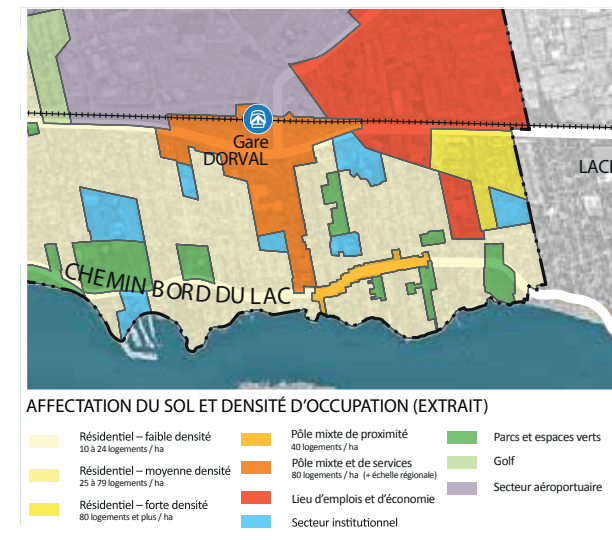 Gare
DORVAL
LACH
CHEMIN BORD DU LAC
AFFECTATION DU SOL ET DENSITÉ D'OCCUPATION (EXTRAIT)
Résidentiel – faible densité
10 à 24 logements / ha
Résidentiel – moyenne densité
25 à 79 logements / ha
Résidentiel – forte densité
80 logements et plus / ha
Pôle mixte de proximité
40 logements / ha
Pôle mixte et de services
80 logements / ha (+ échelle régionale)
Lieu d'emplois et d'économie
Secteur institutionnel
Parcs et espaces verts
Golf
Secteur aéroportuaire